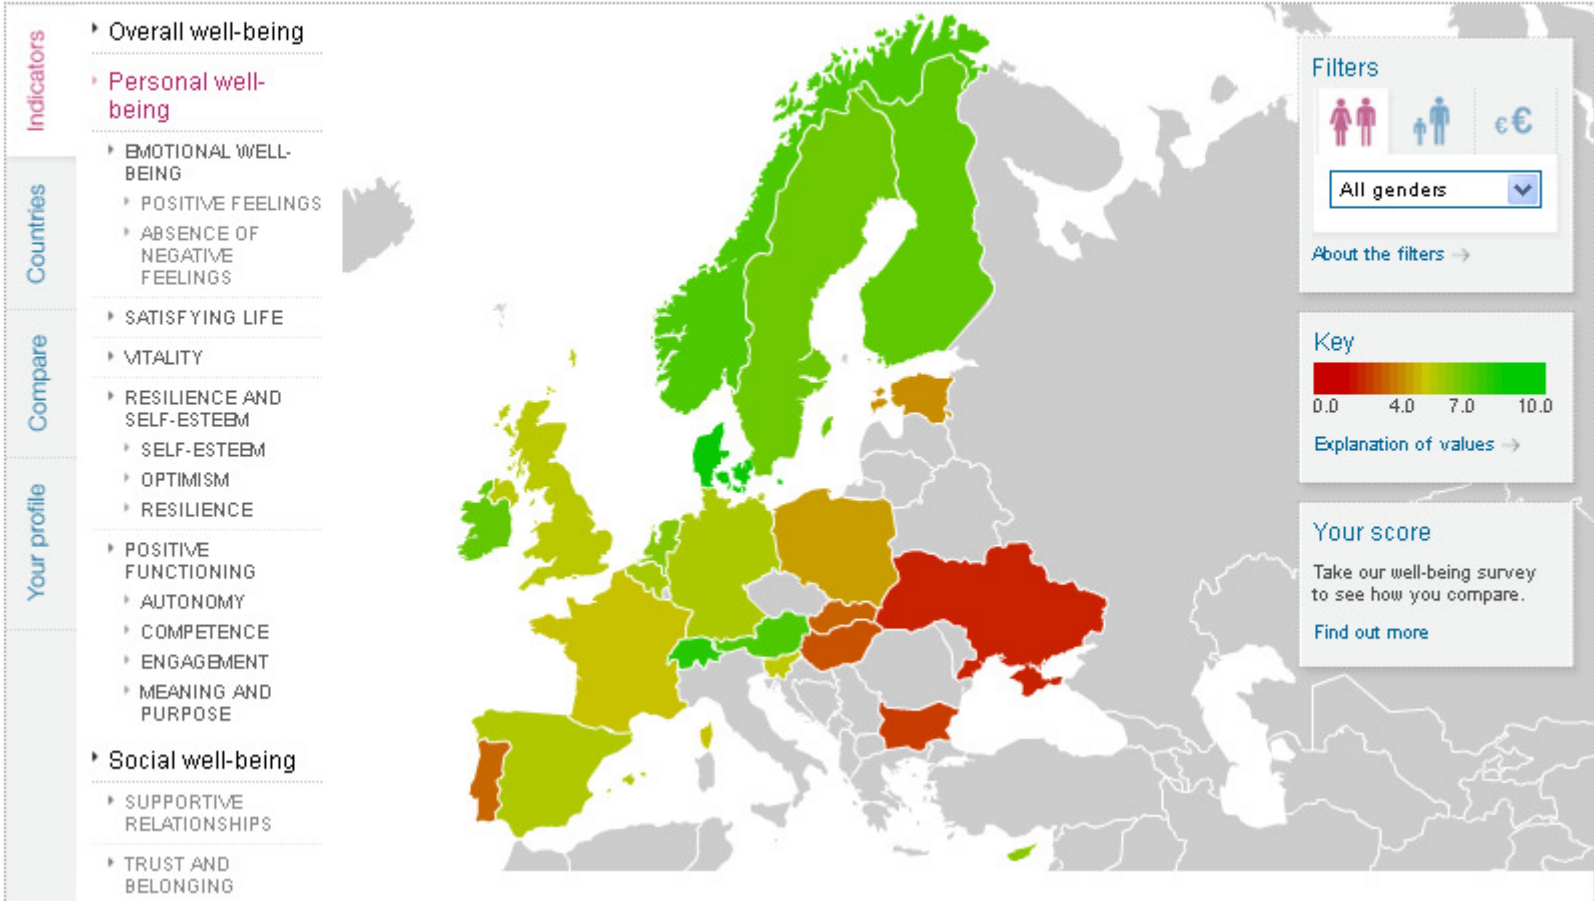 Indicators
Countries
Compare
Your profile
Overall well-being
Personal well-
being
EMOTIONAL WELL-
BEING
POSITIVE FEELINGS
ABSENCE OF
NEGATIVE
FEELINGS
SATISFYING LIFE
VITALITY
RESILIENCE AND
SELF-ESTEEM
SELF-ESTEEM
OPTIMISM
RESILIENCE
POSITIVE
FUNCTIONING
AUTONOMY
COMPETENCE
ENGAGEMENT
MEANING AND
PURPOSE
Social well-being
SUPPORTIVE
RELATIONSHIPS
TRUST AND
BELONGING
Filters
€€
All genders
About the filters →
Key
0.0 4.0 7.0 10.0
Explanation of values →
Your score
Take our well-being survey
to see how you compare.
Find out more